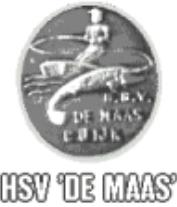 H.S.V.
DE MAAS
CUIJK
HSV 'DE MAAS'